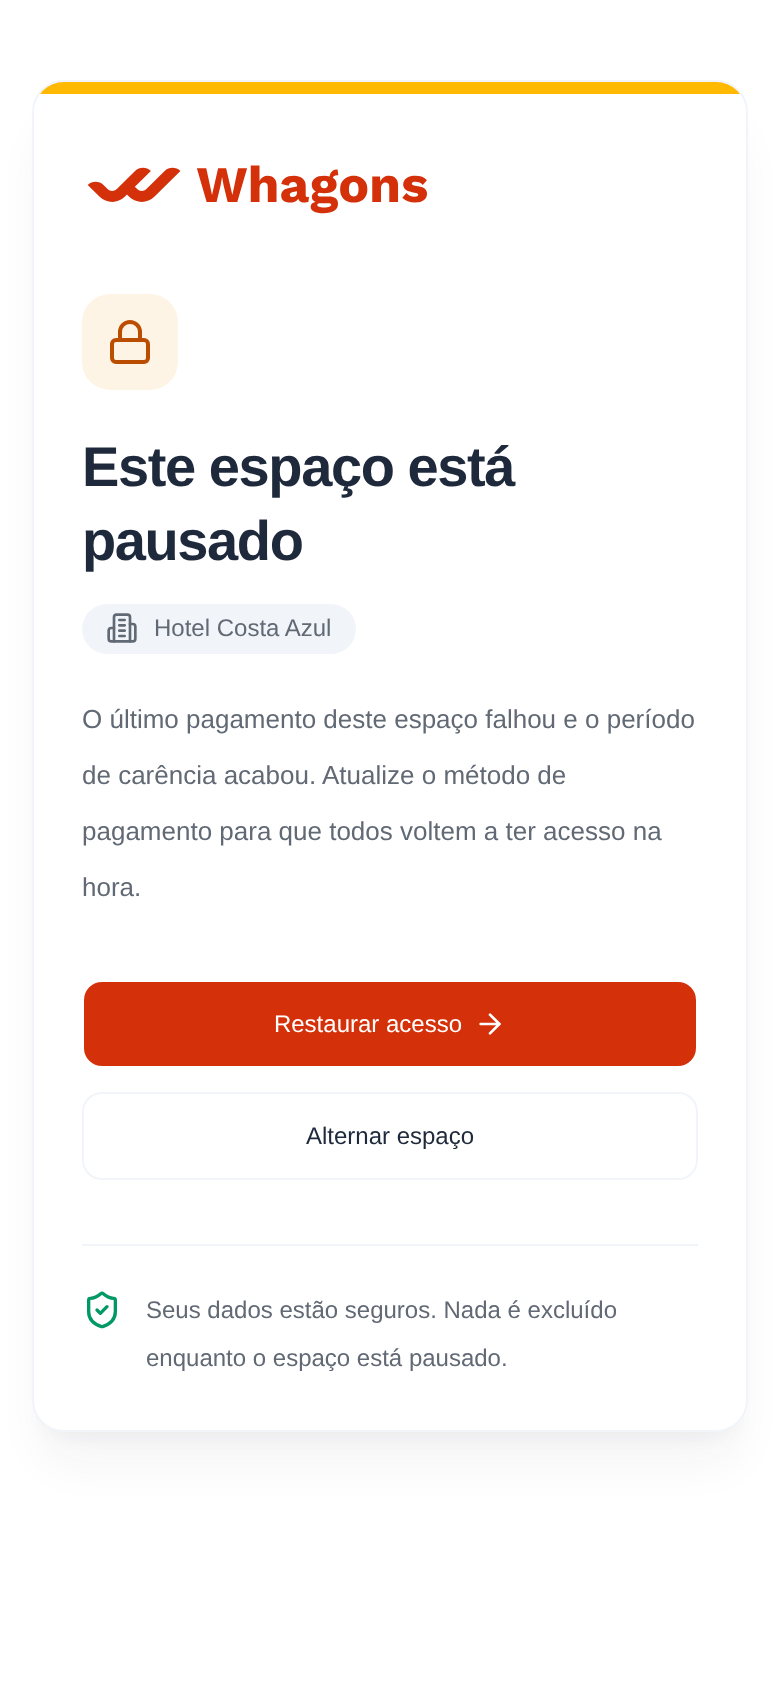 Whagons
Este espaço está
pausado
Hotel Costa Azul
O último pagamento deste espaço falhou e o período
de carência acabou. Atualize o método de
pagamento para que todos voltem a ter acesso na
hora.
Restaurar acesso
Alternar espaço
Seus dados estão seguros. Nada é excluído
enquanto o espaço está pausado.